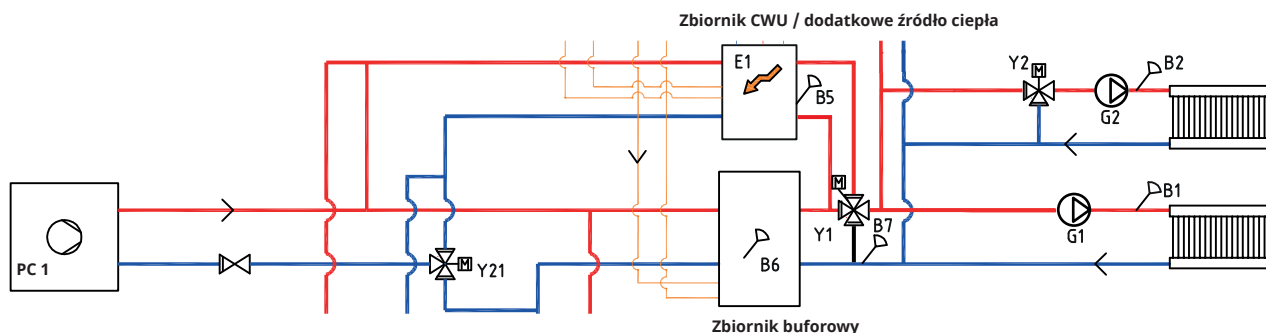 Zbiornik CWU / dodatkowe źródło ciepła
E1
B5
Y2
M
B2
G2
PC 1
M
Y21
M
Y1
B7
B6
G1
B1
Zbiornik buforowy